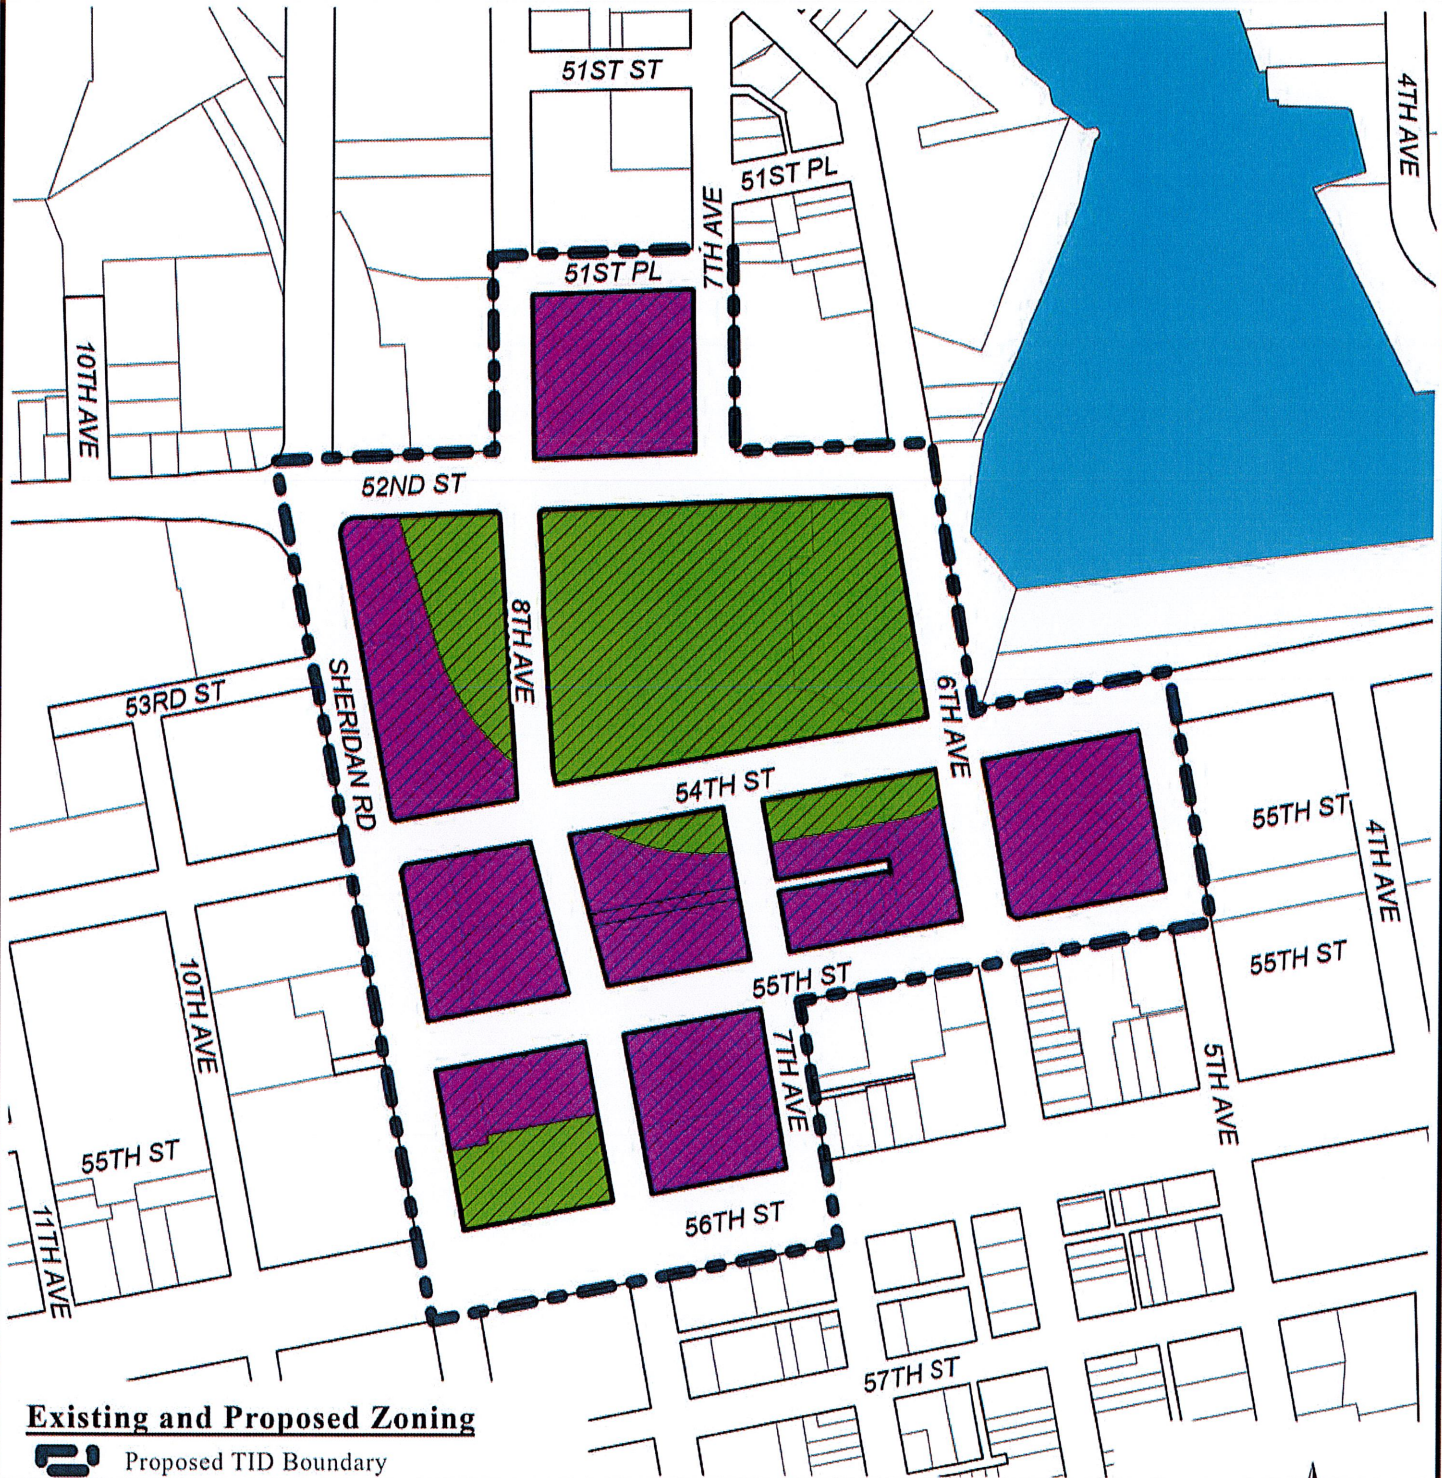 51ST ST
4TH AVE
51ST PL
7TH AVE
51ST PL
10TH AVE
52ND ST
8TH AVE
53RD ST
SHERIDAN RD
6TH AVE
54TH ST
55TH ST
4TH AVE
55TH ST
55TH ST
10TH AVE
7TH AVE
5TH AVE
55TH ST
11TH AVE
56TH ST
57TH ST
Existing and Proposed Zoning
Proposed TID Boundary